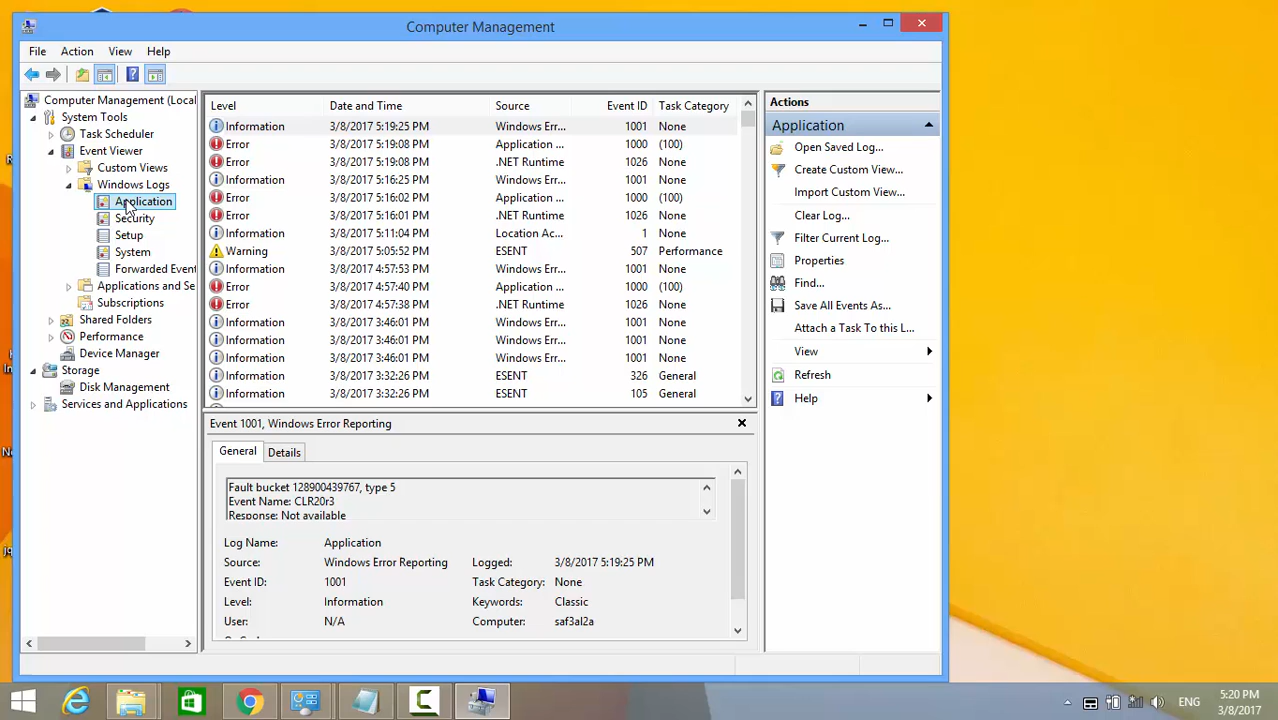 Computer Management
File Action View Help
Computer Management (Local
System Tools
Task Scheduler
Event Viewer
Custom Views
Windows Logs
Application
Security
Setup
System
Forwarded Event
Applications and Se
Subscriptions
Shared Folders
Performance
Device Manager
Storage
Disk Management
Services and Applications
Level Date and Time Source Event ID Task Category
Information 3/8/2017 5:19:25 PM Windows Err... 1001 None
Error 3/8/2017 5:19:08 PM Application ... 1000 (100)
Error 3/8/2017 5:19:08 PM .NET Runtime 1026 None
Information 3/8/2017 5:16:25 PM Windows Err... 1001 None
Error 3/8/2017 5:16:02 PM Application ... 1000 (100)
Error 3/8/2017 5:16:01 PM .NET Runtime 1026 None
Information 3/8/2017 5:11:04 PM Location Ac... 1 None
Warning 3/8/2017 5:05:52 PM ESENT 507 Performance
Information 3/8/2017 4:57:53 PM Windows Err... 1001 None
Error 3/8/2017 4:57:40 PM Application ... 1000 (100)
Error 3/8/2017 4:57:38 PM .NET Runtime 1026 None
Information 3/8/2017 3:46:01 PM Windows Err... 1001 None
Information 3/8/2017 3:46:01 PM Windows Err... 1001 None
Information 3/8/2017 3:46:01 PM Windows Err... 1001 None
Information 3/8/2017 3:32:26 PM ESENT 326 General
Information 3/8/2017 3:32:26 PM ESENT 105 General
Event 1001, Windows Error Reporting
General Details
Fault bucket 128900439767, type 5
Event Name: CLR20r3
Response: Not available
Log Name: Application
Source: Windows Error Reporting Logged: 3/8/2017 5:19:25 PM
Event ID: 1001 Task Category: None
Level: Information Keywords: Classic
User: N/A Computer: saf3al2a
Actions
Application
Open Saved Log...
Create Custom View...
Import Custom View...
Clear Log...
Filter Current Log...
Properties
Find...
Save All Events As...
Attach a Task To this L...
View
Refresh
Help
ENG
5:20 PM
3/8/2017